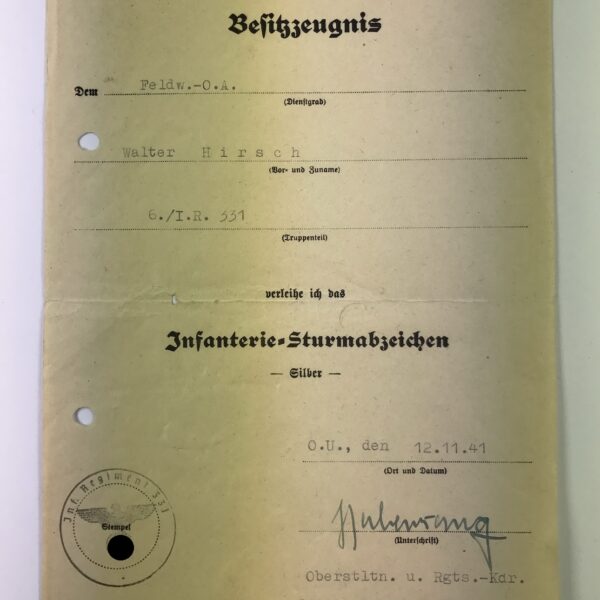 Besitzzeugnis
Dem Feldw.-O.A.
(Dienstgrad)
Walter Hirsch
(Vor- und Zuname)
6./I.R. 331
(Truppenteil)
verleihe ich das
Infanterie=Sturmabzeichen
— Silber —
O.U., den 12.11.41
(Ort und Datum)
(Unterschrift)
Oberstltn. u. Rgts.-Kdr.
Inf. Regiment 331
Stempel